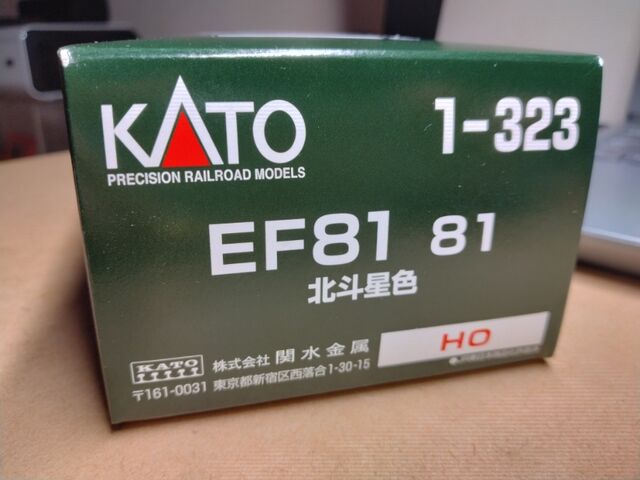 KATO
PRECISION RAILROAD MODELS
1-323
EF81 81
北斗星色
HO
KATO
株式会社 関水金属
〒161-0031 東京都新宿区西落合1-30-15